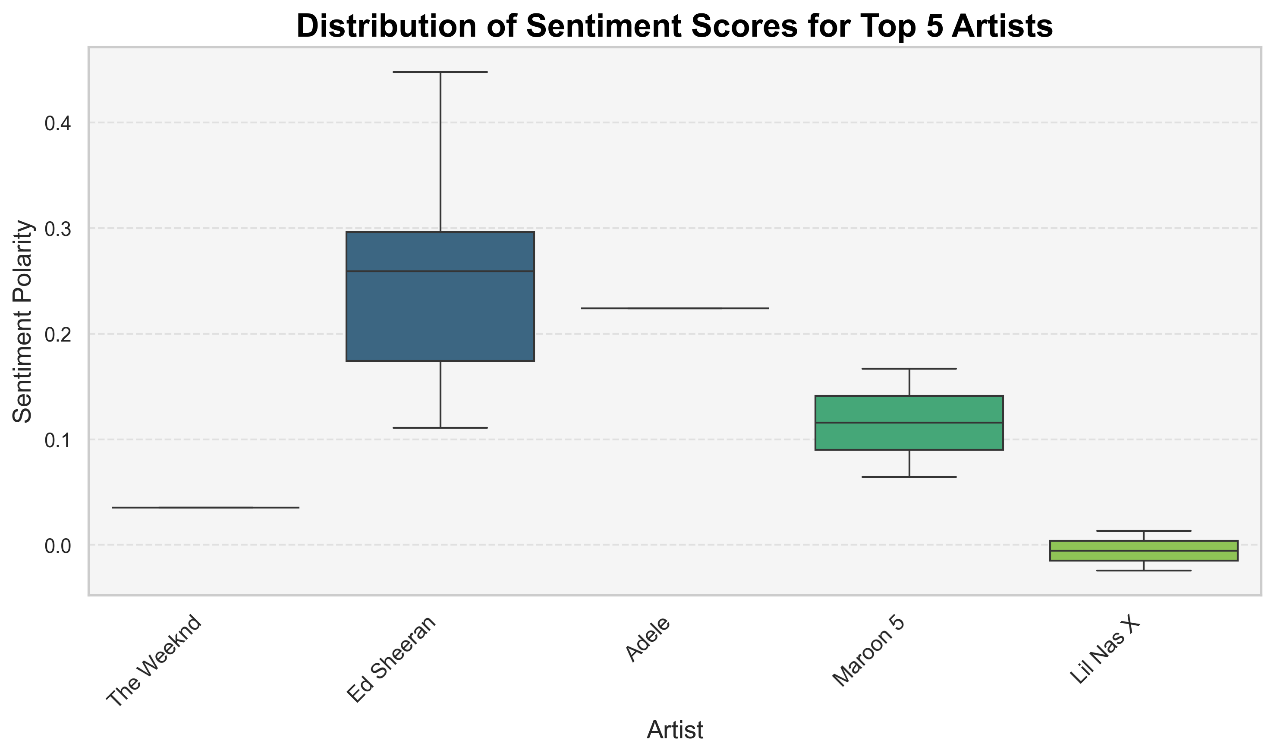 Distribution of Sentiment Scores for Top 5 Artists
Sentiment Polarity
0.4
0.3
0.2
0.1
0.0
The Weeknd
Ed Sheeran
Adele
Maroon 5
Lil Nas X
Artist